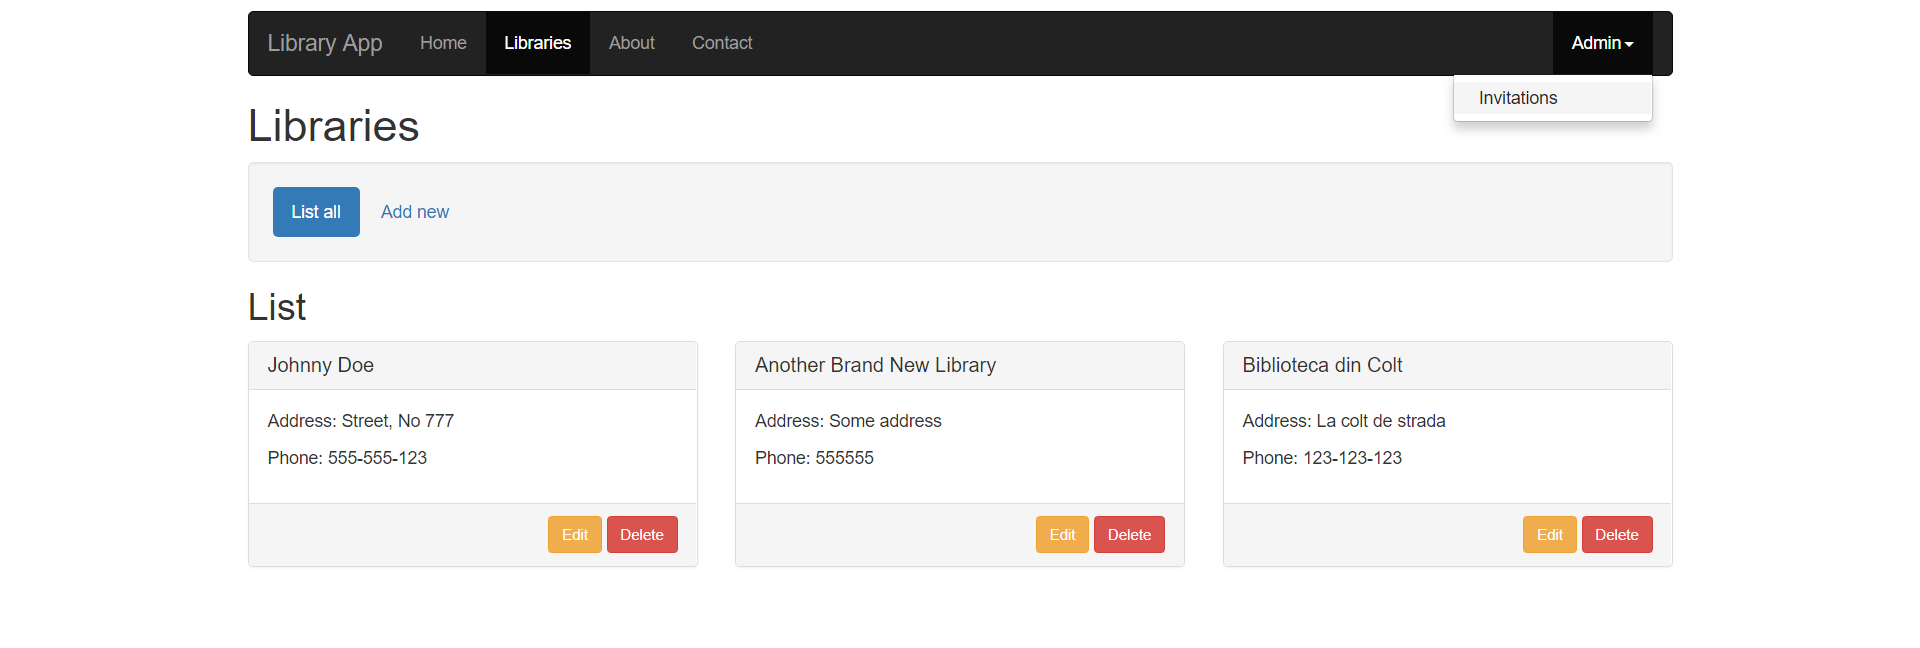 Library App Home Libraries About Contact Admin
Invitations
Libraries
List all Add new
List
Johnny Doe
Address: Street, No 777
Phone: 555-555-123
Edit Delete
Another Brand New Library
Address: Some address
Phone: 555555
Edit Delete
Biblioteca din Colt
Address: La colt de strada
Phone: 123-123-123
Edit Delete